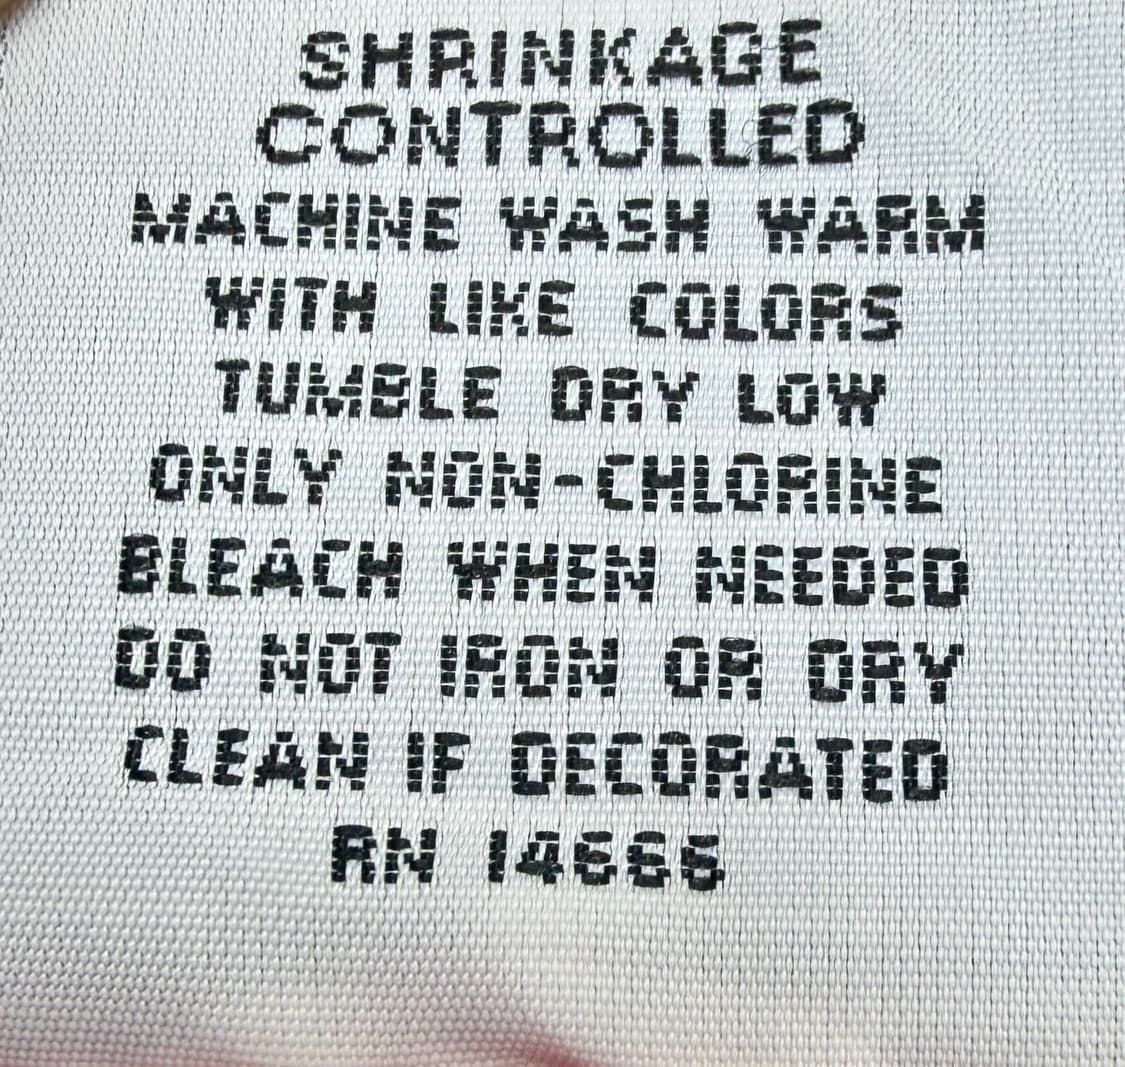 SHRINKAGE
CONTROLLED
MACHINE WASH WARM
WITH LIKE COLORS
TUMBLE DRY LOW
ONLY NON-CHLORINE
BLEACH WHEN NEEDED
DO NOT IRON OR DRY
CLEAN IF DECORATED
RN 14666